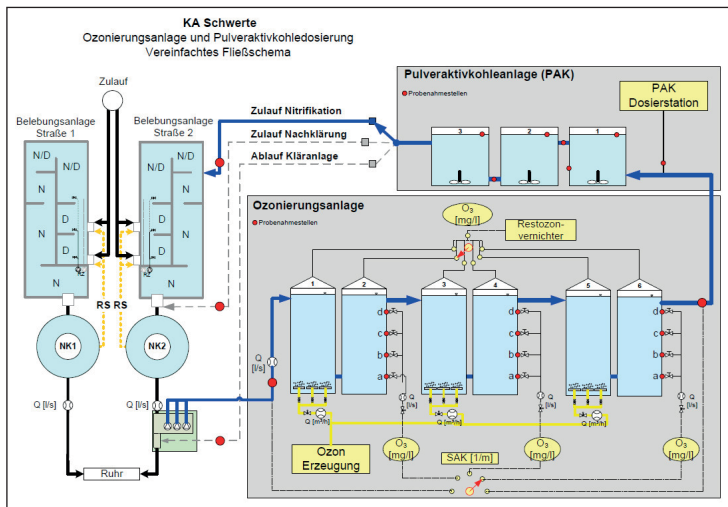 KA Schwerte
Ozonierungsanlage und Pulveraktivkohledosierung
Vereinfachtes Fließschema
Zulauf
Belebungsanlage
Straße 1
Belebungsanlage
Straße 2
N/D
N/D
N/D
N/D
N
N
D
D
N
N
D
D
RZ
RZ
RS RS
NK1
NK2
Q [l/s]
Q [l/s]
Ruhr
Zulauf Nitrifikation
Zulauf Nachklärung
Ablauf Kläranlage
Pulveraktivkohleanlage (PAK)
Probenahmestellen
PAK
Dosierstation
3
2
1
Ozonierungsanlage
Probenahmestellen
O3
[mg/l]
Restozon-
vernichter
1
2
3
4
5
6
d
c
b
a
d
c
b
a
d
c
b
a
Q
[l/s]
Q
[l/s]
Q
[l/s]
Q
[l/s]
Q [m³/h]
Q [m³/h]
Q [m³/h]
Ozon
Erzeugung
O3
[mg/l]
SAK [1/m]
O3
[mg/l]
O3
[mg/l]